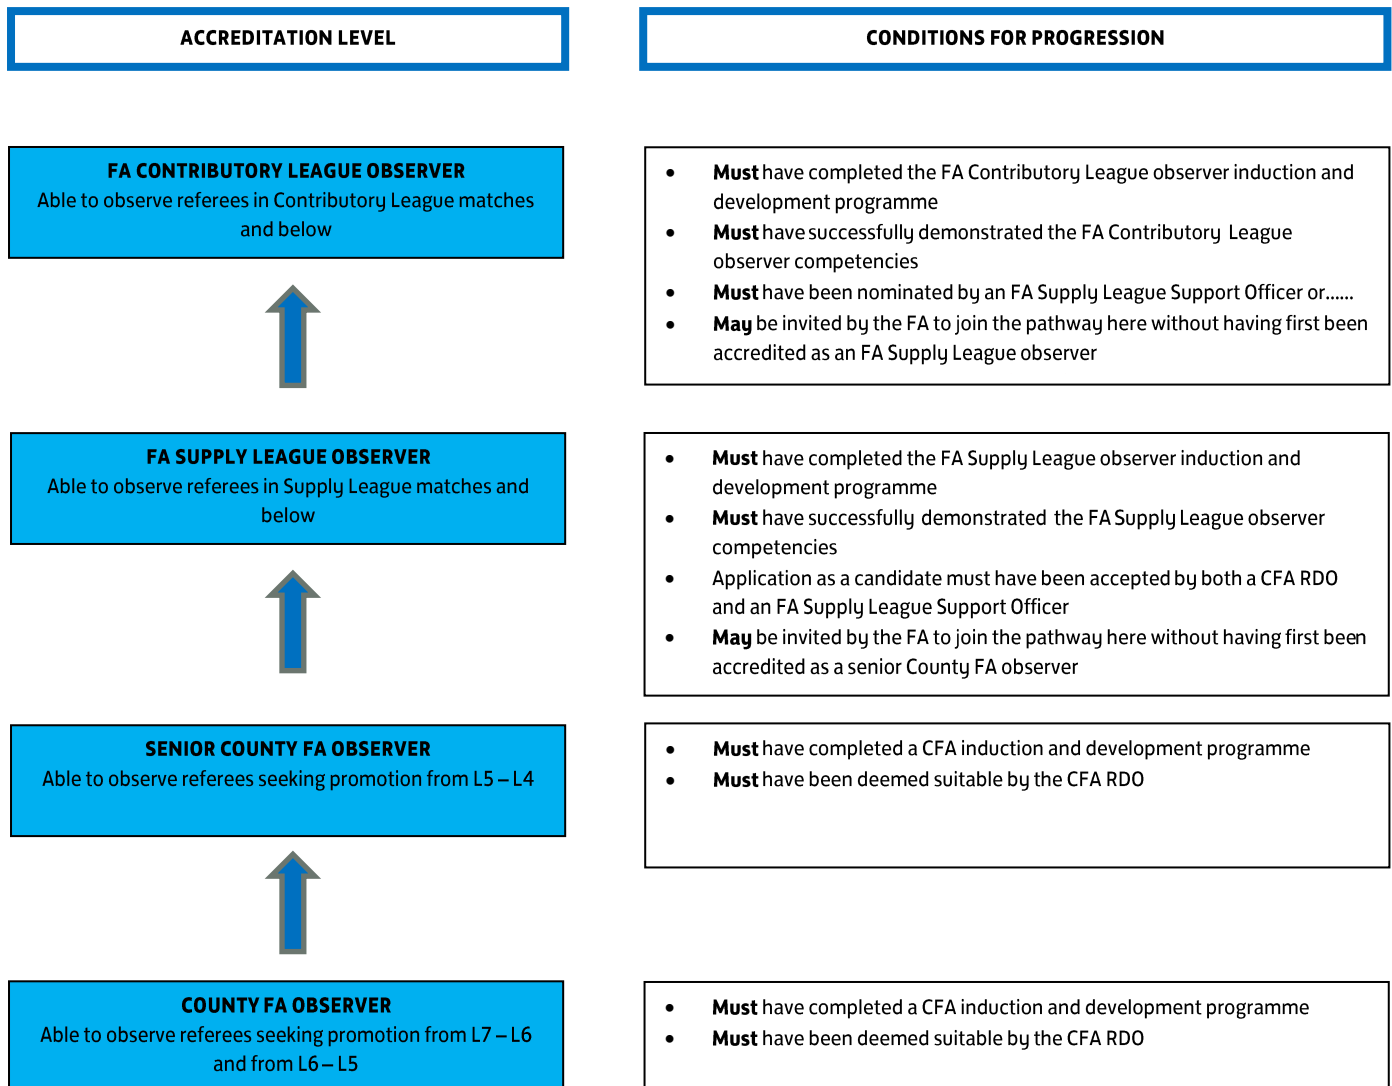 ACCREDITATION LEVEL
CONDITIONS FOR PROGRESSION
FA CONTRIBUTORY LEAGUE OBSERVER
Able to observe referees in Contributory League matches
and below
• Must have completed the FA Contributory League observer induction and
development programme
• Must have successfully demonstrated the FA Contributory League
observer competencies
• Must have been nominated by an FA Supply League Support Officer or......
• May be invited by the FA to join the pathway here without having first been
accredited as an FA Supply League observer
FA SUPPLY LEAGUE OBSERVER
Able to observe referees in Supply League matches and
below
• Must have completed the FA Supply League observer induction and
development programme
• Must have successfully demonstrated the FA Supply League observer
competencies
• Application as a candidate must have been accepted by both a CFA RDO
and an FA Supply League Support Officer
• May be invited by the FA to join the pathway here without having first been
accredited as a senior County FA observer
SENIOR COUNTY FA OBSERVER
Able to observe referees seeking promotion from L5 – L4
• Must have completed a CFA induction and development programme
• Must have been deemed suitable by the CFA RDO
COUNTY FA OBSERVER
Able to observe referees seeking promotion from L7 – L6
and from L6 – L5
• Must have completed a CFA induction and development programme
• Must have been deemed suitable by the CFA RDO